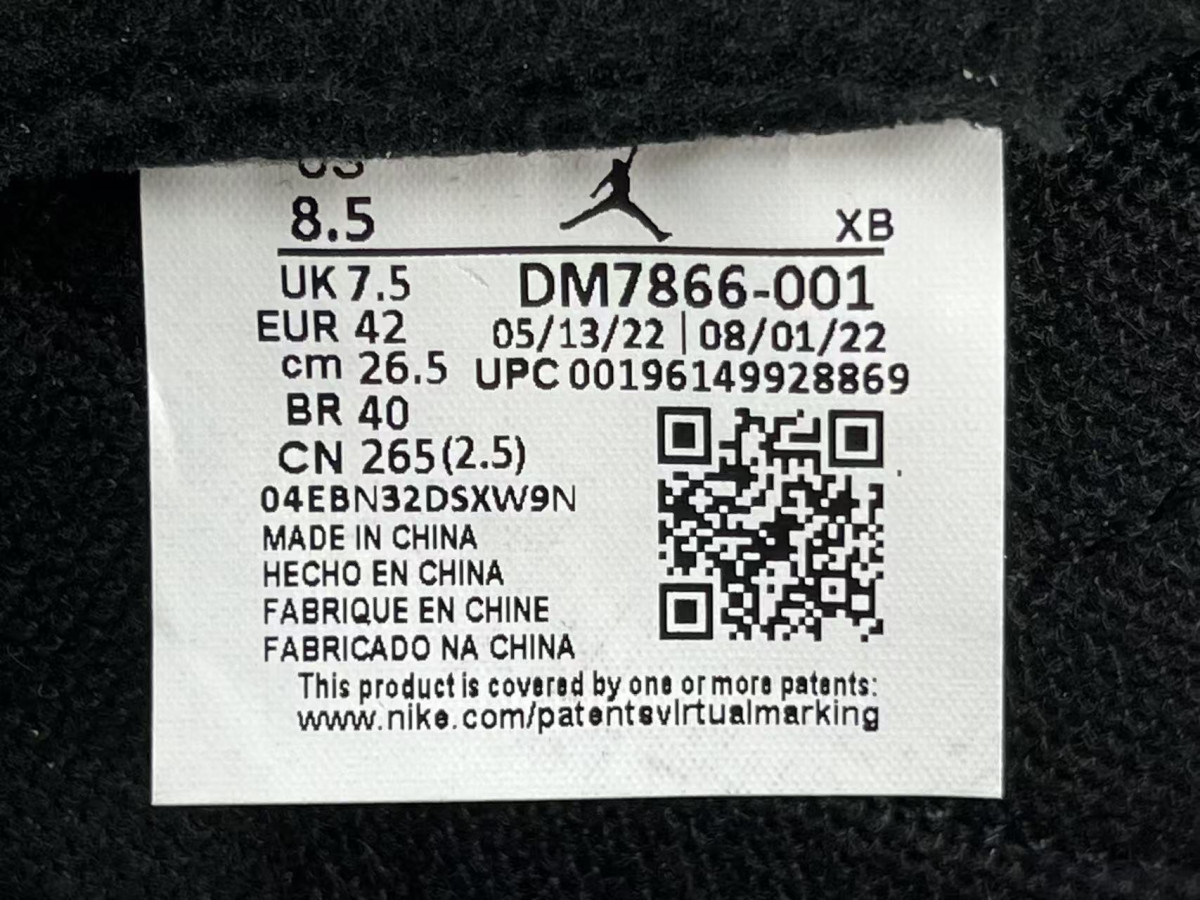 US
8.5
XB
UK 7.5 DM7866-001
EUR 42 05/13/22 | 08/01/22
cm 26.5 UPC 00196149928869
BR 40
CN 265(2.5)
04EBN32DSXW9N
MADE IN CHINA
HECHO EN CHINA
FABRIQUE EN CHINE
FABRICADO NA CHINA
This product is covered by one or more patents:
www.nike.com/patentsvirtualmarking